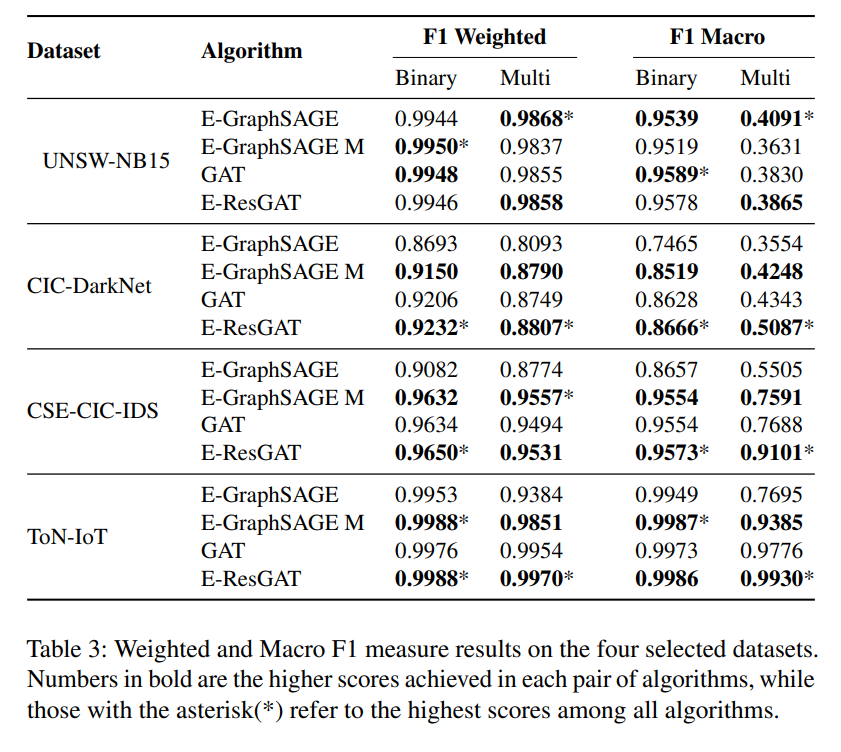 Dataset Algorithm F1 Weighted F1 Macro
Binary Multi Binary Multi
UNSW-NB15
E-GraphSAGE 0.9944 0.9868* 0.9539 0.4091*
E-GraphSAGE M 0.9950* 0.9837 0.9519 0.3631
GAT 0.9948 0.9855 0.9589* 0.3830
E-ResGAT 0.9946 0.9858 0.9578 0.3865
CIC-DarkNet
E-GraphSAGE 0.8693 0.8093 0.7465 0.3554
E-GraphSAGE M 0.9150 0.8790 0.8519 0.4248
GAT 0.9206 0.8749 0.8628 0.4343
E-ResGAT 0.9232* 0.8807* 0.8666* 0.5087*
CSE-CIC-IDS
E-GraphSAGE 0.9082 0.8774 0.8657 0.5505
E-GraphSAGE M 0.9632 0.9557* 0.9554 0.7591
GAT 0.9634 0.9494 0.9554 0.7688
E-ResGAT 0.9650* 0.9531 0.9573* 0.9101*
ToN-IoT
E-GraphSAGE 0.9953 0.9384 0.9949 0.7695
E-GraphSAGE M 0.9988* 0.9851 0.9987* 0.9385
GAT 0.9976 0.9954 0.9973 0.9776
E-ResGAT 0.9988* 0.9970* 0.9986 0.9930*
Table 3: Weighted and Macro F1 measure results on the four selected datasets.
Numbers in bold are the higher scores achieved in each pair of algorithms, while
those with the asterisk(*) refer to the highest scores among all algorithms.